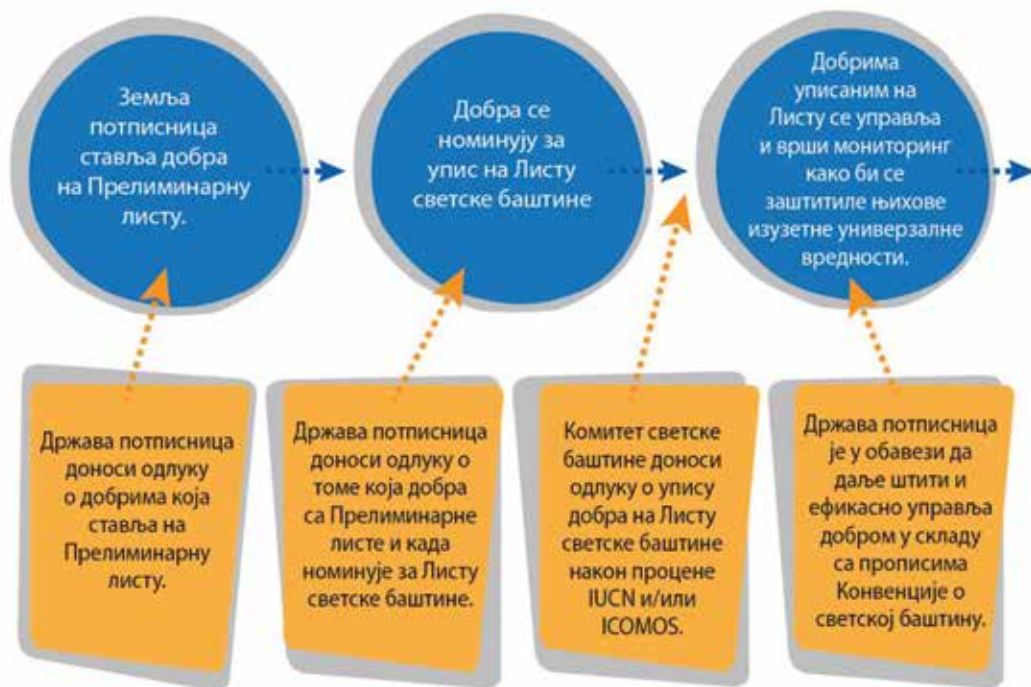 Земља
потписница
ставља добра
на Прелиминарну
листу.
Добра се
номинују за
упис на Листу
светске баштине
Добрима
уписаним на
Листу се управља
и врши мониторинг
како би се
заштитиле њихове
изузетне универзалне
вредности.
Држава потписница
доноси одлуку
о добрима која
ставља на
Прелиминарну
листу.
Држава потписница
доноси одлуку о
томе која добра
са Прелиминарне
листе и када
номинује за Листу
светске баштине.
Комитет светске
баштине доноси
одлуку о упису
добра на Листу
светске баштине
након процене
IUCN и/или
ICOMOS.
Држава потписница
је у обавези да
даље штити и
ефикасно управља
добром у складу
са прописима
Конвенције о
светској баштину.